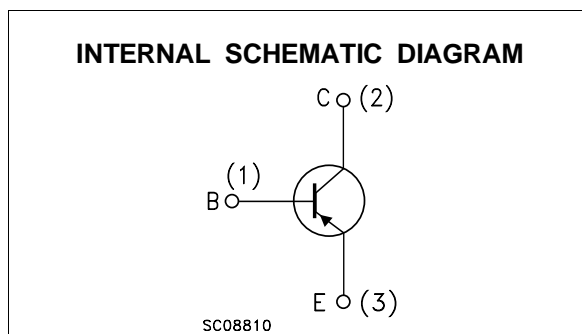 INTERNAL SCHEMATIC DIAGRAM
C (2)
(1)
B
E (3)
SC08810